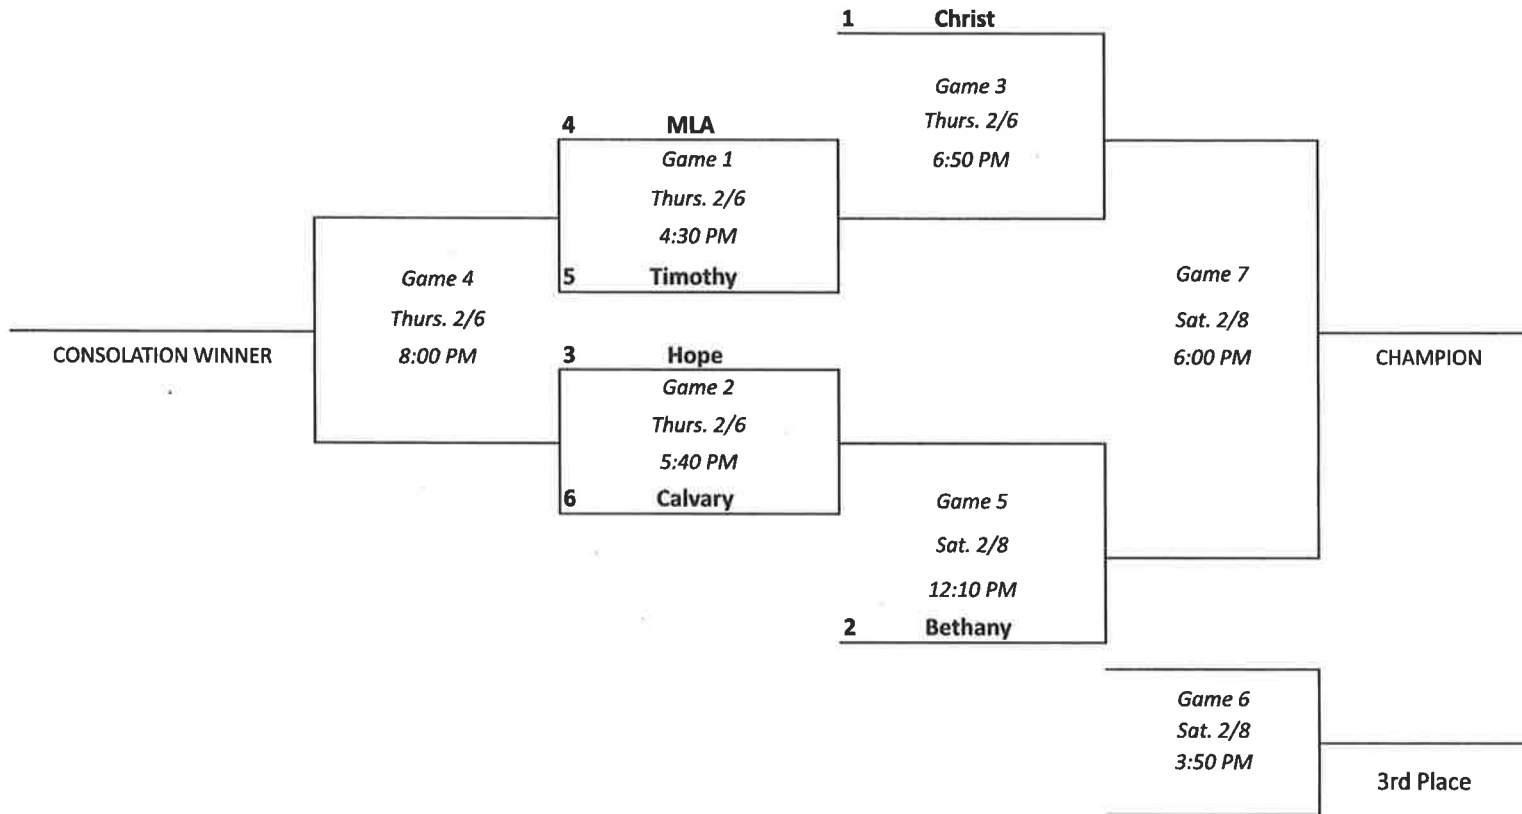 1 Christ
Game 3
Thurs. 2/6
6:50 PM
4 MLA
Game 1
Thurs. 2/6
4:30 PM
5 Timothy
Game 4
Thurs. 2/6
8:00 PM
CONSOLATION WINNER
3 Hope
Game 2
Thurs. 2/6
5:40 PM
6 Calvary
Game 5
Sat. 2/8
12:10 PM
2 Bethany
Game 7
Sat. 2/8
6:00 PM
CHAMPION
Game 6
Sat. 2/8
3:50 PM
3rd Place